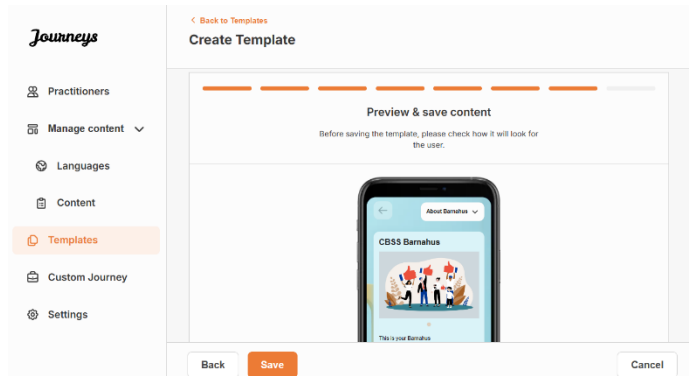 Journeys
Practitioners
Manage content
Languages
Content
Templates
Custom Journey
Settings
Back to Templates
Create Template
Preview & save content
Before saving the template, please check how it will look for
the user.
About Barnahus
CBSS Barnahus
This is your Barnahus
Back
Save
Cancel